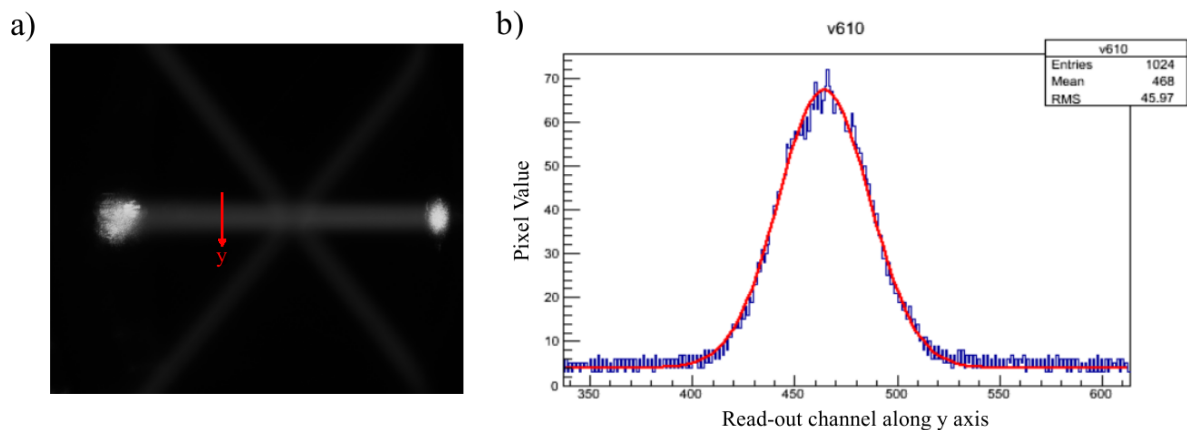 a)
y
b)
v610
v610
Entries 1024
Mean 468
RMS 45.97
Pixel Value
70
60
50
40
30
20
10
0
350 400 450 500 550 600
Read-out channel along y axis